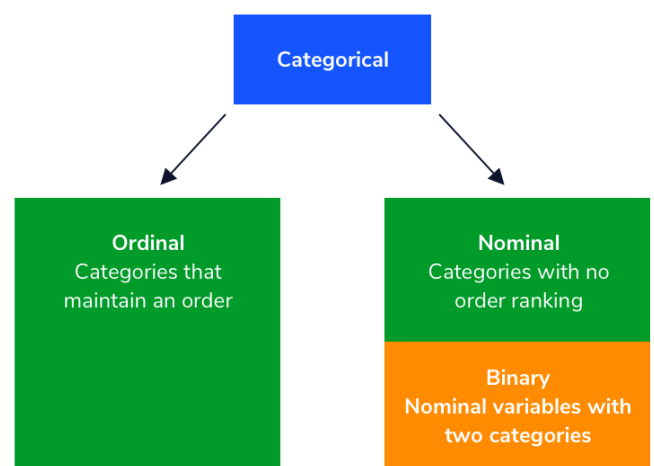 Categorical
Ordinal
Categories that
maintain an order
Nominal
Categories with no
order ranking
Binary
Nominal variables with
two categories